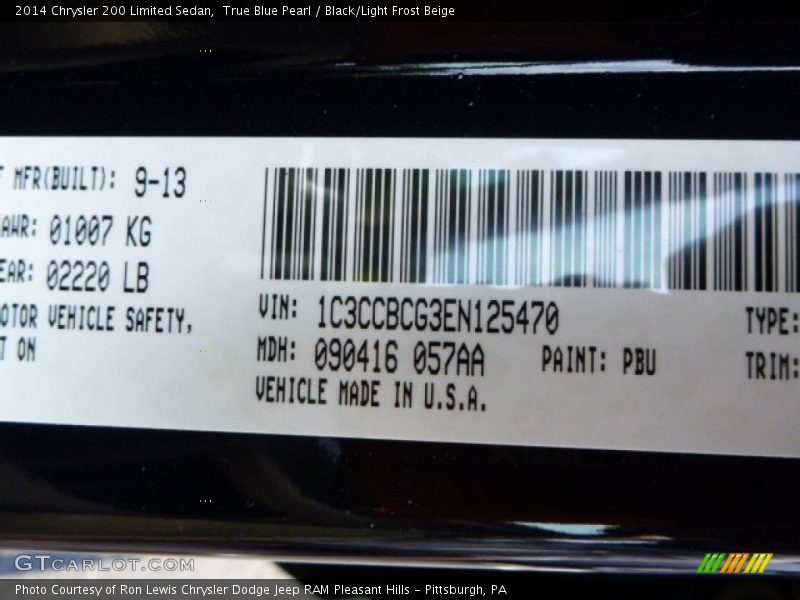 2014 Chrysler 200 Limited Sedan,  True Blue Pearl / Black/Light Frost Beige
MFR(BUILT): 9-13
01007 KG
02220 LB
VEHICLE SAFETY,
ON
VIN: 1C3CCBCG3EN125470
MDH: 090416 057AA PAINT: PBU
VEHICLE MADE IN U.S.A.
TYPE:
TRIM:
GTCARLOT.COM
Photo Courtesy of Ron Lewis Chrysler Dodge Jeep RAM Pleasant Hills - Pittsburgh, PA